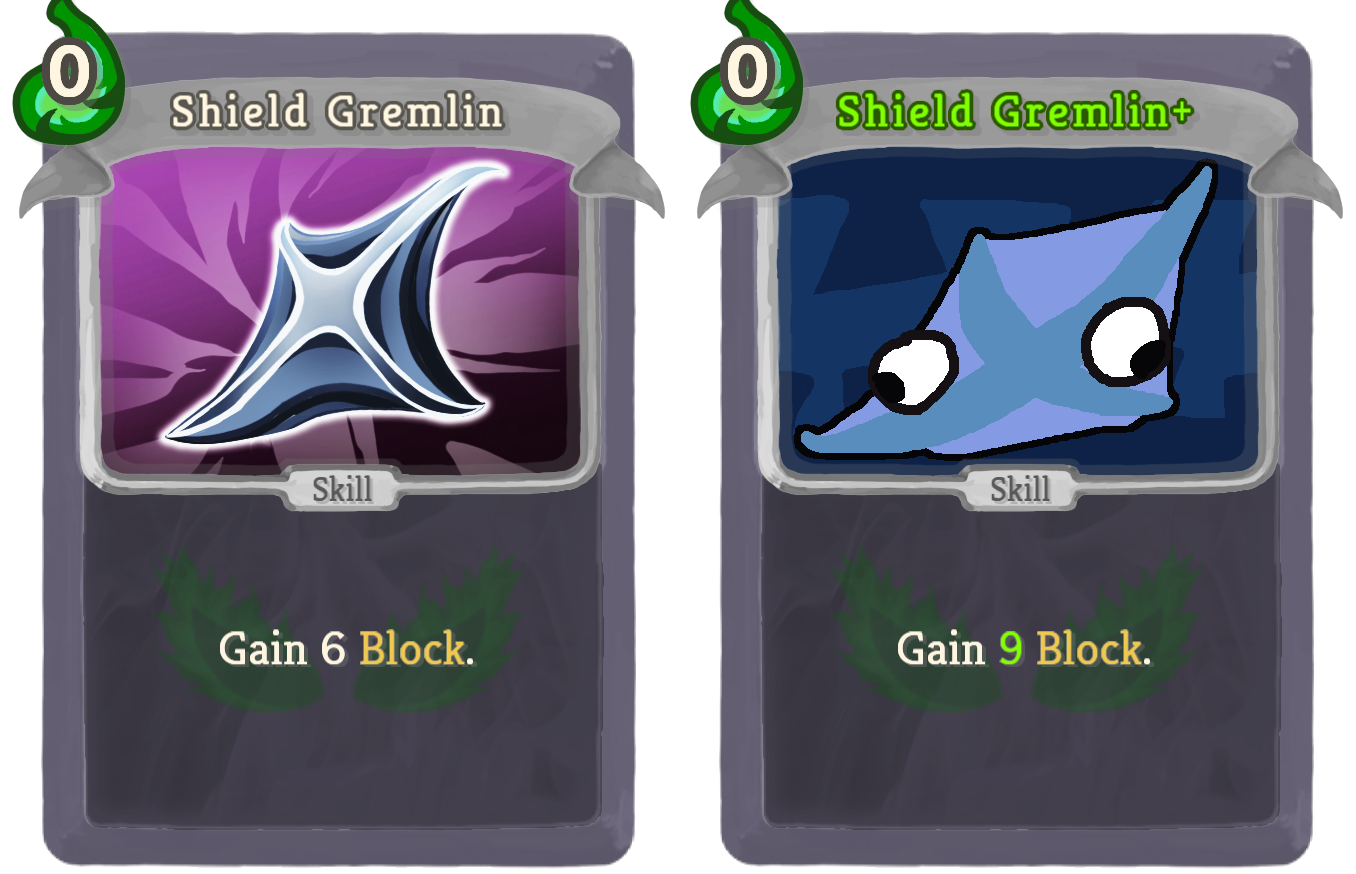 0
Shield Gremlin
Skill
Gain 6 Block.
0
Shield Gremlin+
Skill
Gain 9 Block.